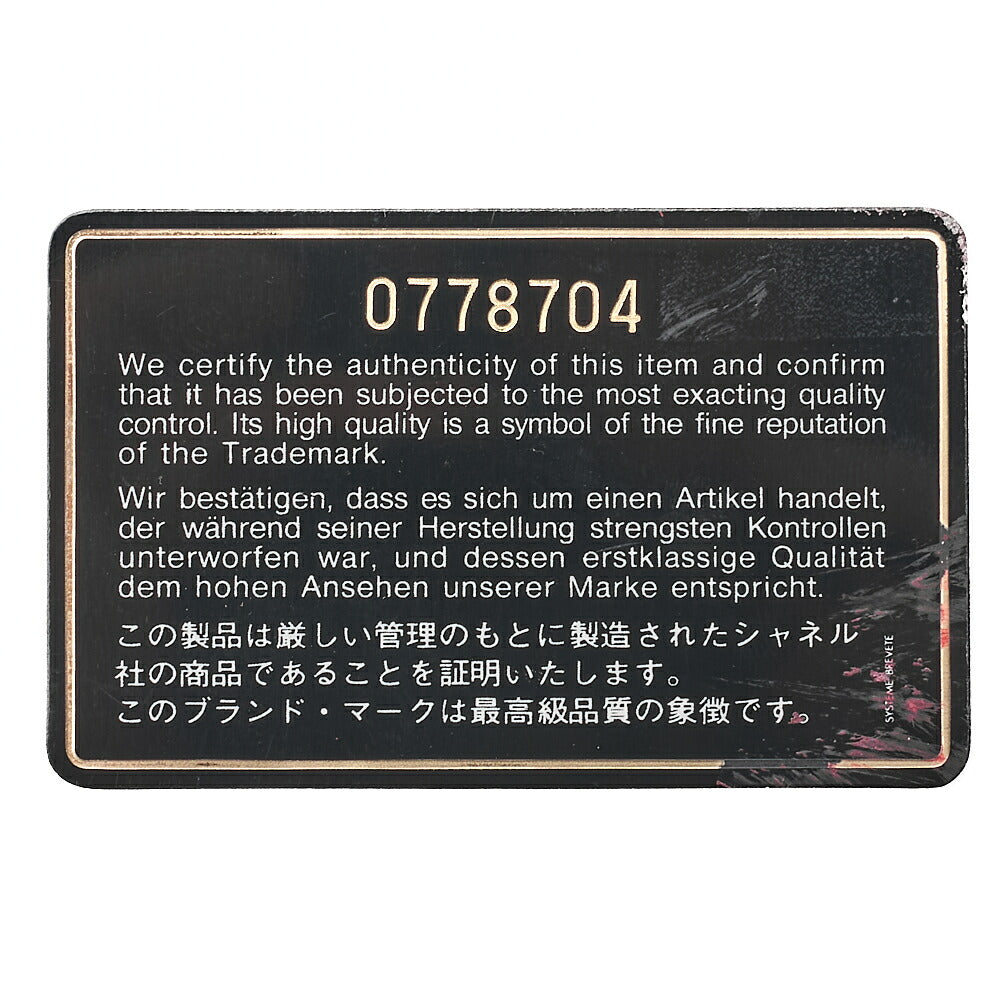 0778704
We certify the authenticity of this item and confirm
that it has been subjected to the most exacting quality
control. Its high quality is a symbol of the fine reputation
of the Trademark.
Wir bestätigen, dass es sich um einen Artikel handelt,
der während seiner Herstellung strengsten Kontrollen
unterworfen war, und dessen erstklassige Qualität
dem hohen Ansehen unserer Marke entspricht.
この製品は厳しい管理のもとに製造されたシャネル
社の商品であることを証明いたします。
このブランド・マークは最高級品質の象徴です。
SYSTEME BREVETE